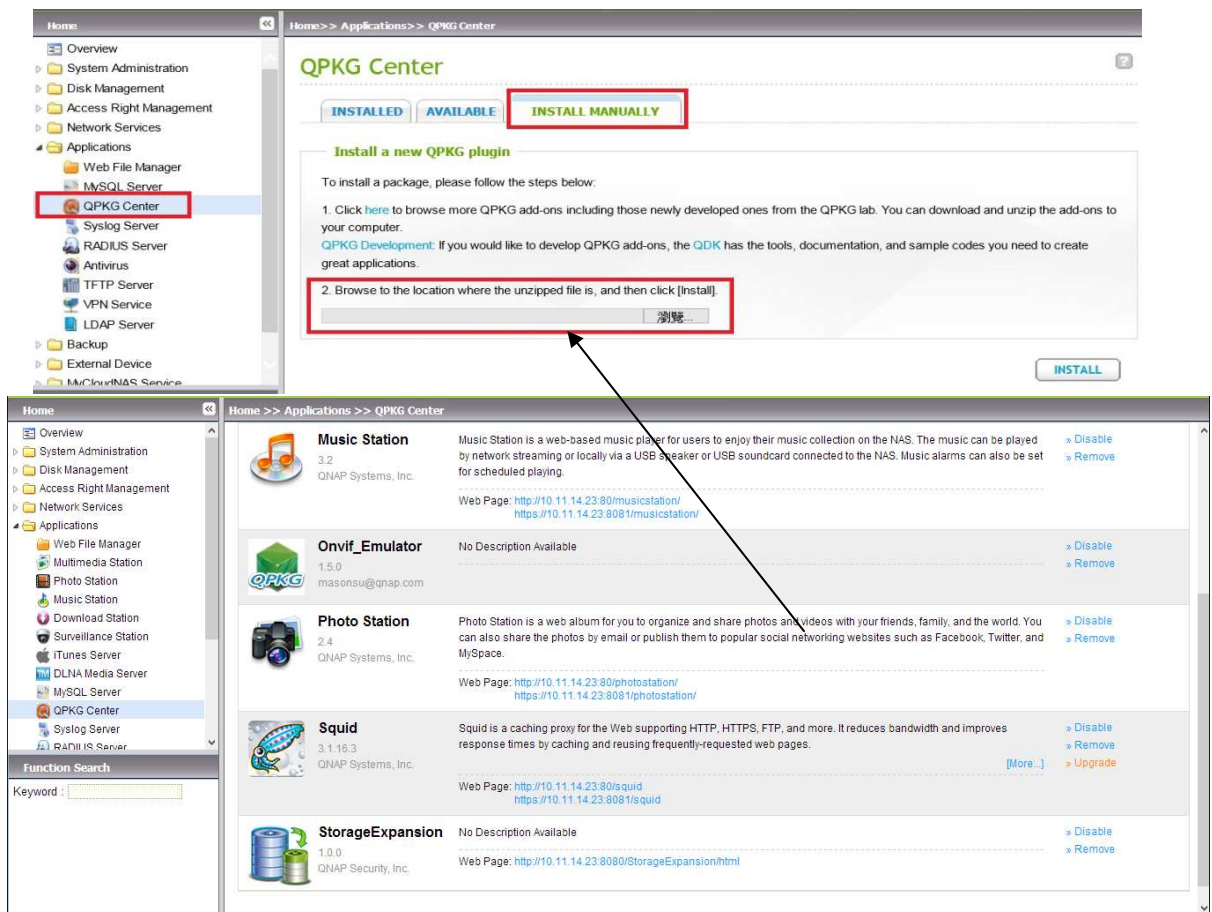 Home
Home>> Applications>> QPKG Center
Overview
System Administration
Disk Management
Access Right Management
Network Services
Applications
Web File Manager
MySQL Server
QPKG Center
Syslog Server
RADIUS Server
Antivirus
TFTP Server
VPN Service
LDAP Server
Backup
External Device
MyCloudNAS Service
QPKG Center
?
INSTALLED
AVAILABLE
INSTALL MANUALLY
Install a new QPKG plugin
To install a package, please follow the steps below:
1. Click here to browse more QPKG add-ons including those newly developed ones from the QPKG lab. You can download and unzip the add-ons to
your computer.
QPKG Development: If you would like to develop QPKG add-ons, the QDK has the tools, documentation, and sample codes you need to create
great applications.
2. Browse to the location where the unzipped file is, and then click [Install].
瀏覽...
INSTALL
Home
Home >> Applications >> QPKG Center
Overview
System Administration
Disk Management
Access Right Management
Network Services
Applications
Web File Manager
Multimedia Station
Photo Station
Music Station
Download Station
Surveillance Station
iTunes Server
DLNA Media Server
MySQL Server
QPKG Center
Syslog Server
RADIUS Server
Function Search
Keyword :
Music Station
3.2
QNAP Systems, Inc.
Music Station is a web-based music player for users to enjoy their music collection on the NAS. The music can be played
by network streaming or locally via a USB speaker or USB soundcard connected to the NAS. Music alarms can also be set
for scheduled playing.
Web Page: http://10.11.14.23:80/musicstation/
https://10.11.14.23:8081/musicstation/
» Disable
» Remove
QPKG
Onvif_Emulator
1.5.0
masonsu@qnap.com
No Description Available
» Disable
» Remove
Photo Station
2.4
QNAP Systems, Inc.
Photo Station is a web album for you to organize and share photos and videos with your friends, family, and the world. You
can also share the photos by email or publish them to popular social networking websites such as Facebook, Twitter, and
MySpace.
Web Page: http://10.11.14.23:80/photostation/
https://10.11.14.23:8081/photostation/
» Disable
» Remove
Squid
3.1.16.3
QNAP Systems, Inc.
Squid is a caching proxy for the Web supporting HTTP, HTTPS, FTP, and more. It reduces bandwidth and improves
response times by caching and reusing frequently-requested web pages.
[More...]
Web Page: http://10.11.14.23:80/squid
https://10.11.14.23:8081/squid
» Disable
» Remove
» Upgrade
StorageExpansion
1.0.0
QNAP Security, Inc.
No Description Available
Web Page: http://10.11.14.23:8080/StorageExpansion/html
» Disable
» Remove